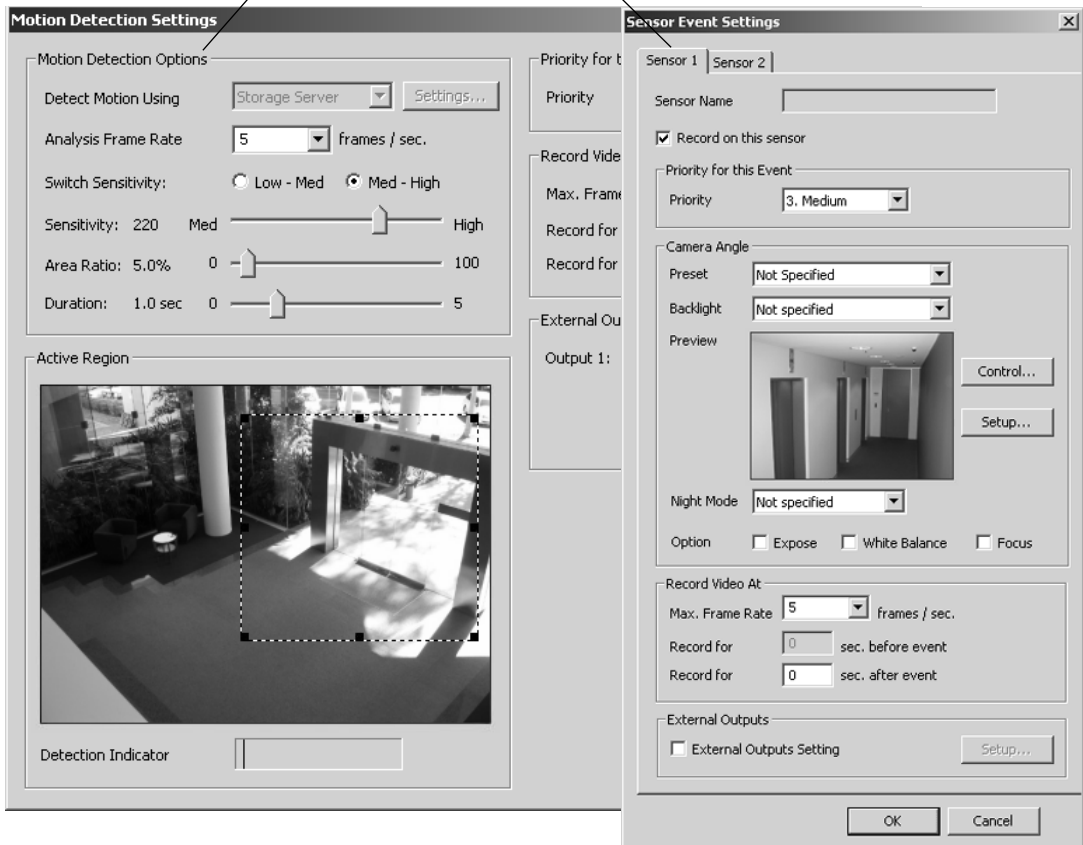 Motion Detection Settings
Motion Detection Options
Detect Motion Using Storage Server Settings...
Analysis Frame Rate 5 frames / sec.
Switch Sensitivity: Low - Med Med - High
Sensitivity: 220 Med High
Area Ratio: 5.0% 0 100
Duration: 1.0 sec 0 5
Active Region
Detection Indicator
Priority for t
Priority
Record Vide
Max. Frame
Record for
Record for
External Ou
Output 1:
Sensor Event Settings
Sensor 1 Sensor 2
Sensor Name
Record on this sensor
Priority for this Event
Priority 3. Medium
Camera Angle
Preset Not Specified
Backlight Not specified
Preview
Control...
Setup...
Night Mode Not specified
Option Expose White Balance Focus
Record Video At
Max. Frame Rate 5 frames / sec.
Record for 0 sec. before event
Record for 0 sec. after event
External Outputs
External Outputs Setting Setup...
OK Cancel